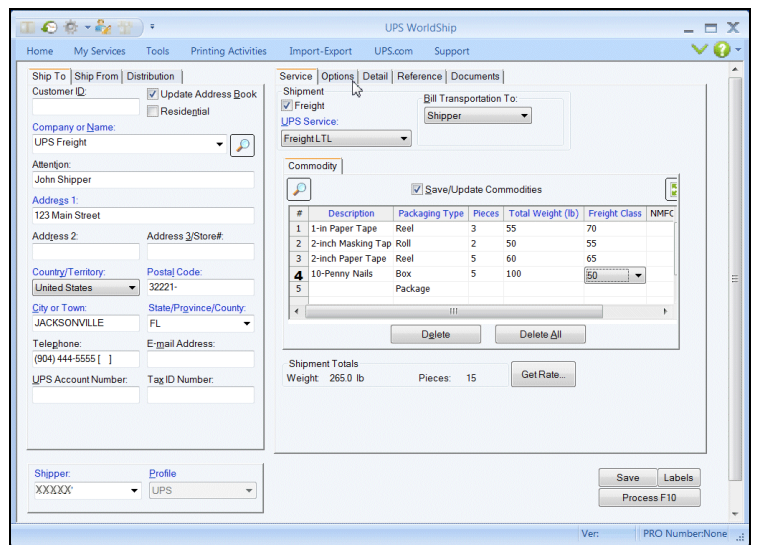 UPS WorldShip
Home My Services Tools Printing Activities Import-Export UPS.com Support
Ship To Ship From Distribution
Customer ID:
Update Address Book
Residential
Company or Name:
UPS Freight
Attention:
John Shipper
Address 1:
123 Main Street
Address 2: Address 3/Store#:
Country/Territory: Postal Code:
United States 32221-
City or Town: State/Province/County:
JACKSONVILLE FL
Telephone: E-mail Address:
(904) 444-5555 [ ]
UPS Account Number: Tax ID Number:
Shipper: Profile
XXXXX UPS
Service Options Detail Reference Documents
Shipment
Freight
UPS Service:
Freight LTL
Bill Transportation To:
Shipper
Commodity
Save/Update Commodities
# Description Packaging Type Pieces Total Weight (lb) Freight Class NMFC
1 1-in Paper Tape Reel 3 55 70
2 2-inch Masking Tap Roll 2 50 55
3 2-inch Paper Tape Reel 5 60 65
4 10-Penny Nails Box 5 100 50
5 Package
Delete Delete All
Shipment Totals
Weight: 265.0 lb Pieces: 15 Get Rate...
Save Labels
Process F10
Ver: PRO Number:None